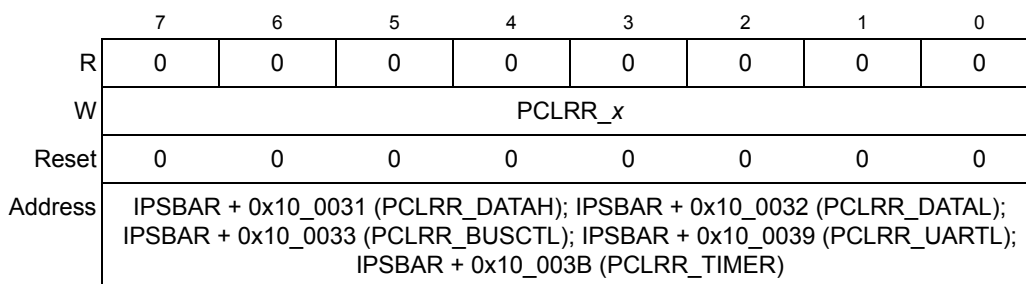 7 6 5 4 3 2 1 0
R 0 0 0 0 0 0 0 0
W PCLRR_x
Reset 0 0 0 0 0 0 0 0
Address IPSBAR + 0x10_0031 (PCLRR_DATAH); IPSBAR + 0x10_0032 (PCLRR_DATAL);
IPSBAR + 0x10_0033 (PCLRR_BUSCTL); IPSBAR + 0x10_0039 (PCLRR_UARTL);
IPSBAR + 0x10_003B (PCLRR_TIMER)